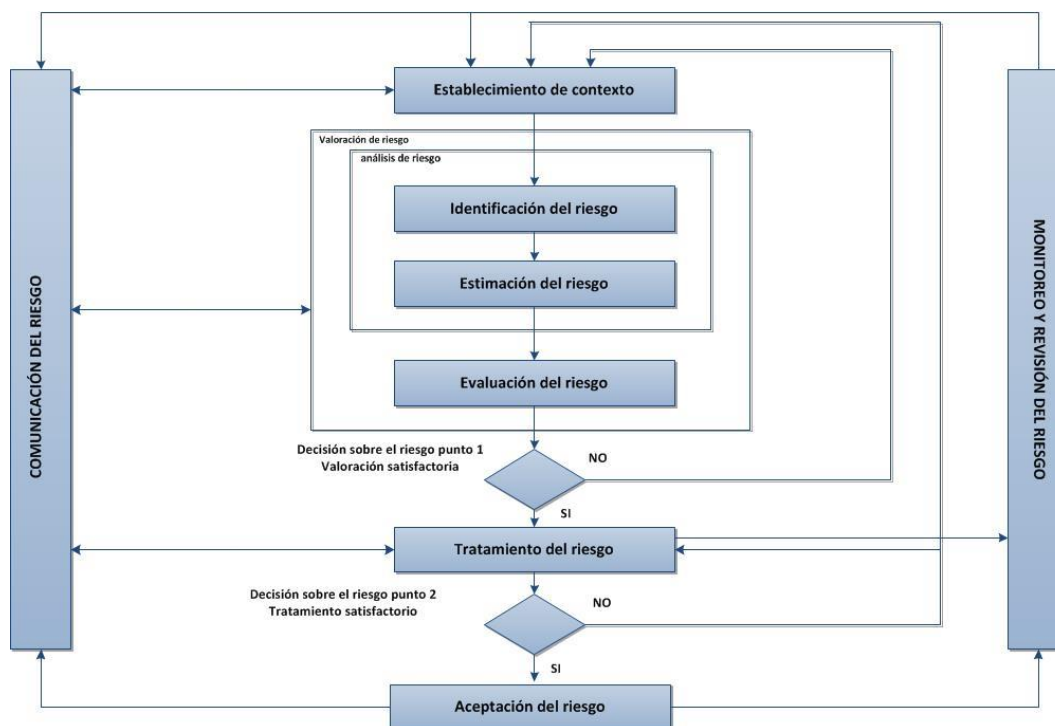 Establecimiento de contexto
Valoración de riesgo
análisis de riesgo
Identificación del riesgo
Estimación del riesgo
Evaluación del riesgo
COMUNICACIÓN DEL RIESGO
MONITOREO Y REVISIÓN DEL RIESGO
Decisión sobre el riesgo punto 1
Valoración satisfactoria
NO
SI
Tratamiento del riesgo
Decisión sobre el riesgo punto 2
Tratamiento satisfactorio
NO
SI
Aceptación del riesgo